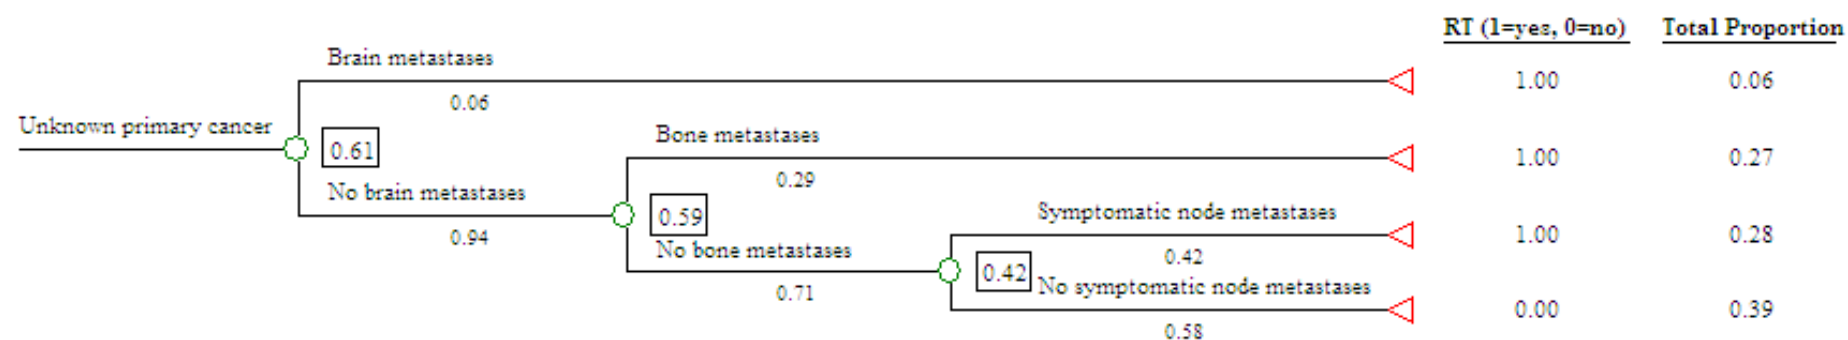 RT (1=yes, 0=no) Total Proportion
Brain metastases
0.06
1.00 0.06
Unknown primary cancer
0.61
Bone metastases
0.29
1.00 0.27
No brain metastases
0.94
0.59
Symptomatic node metastases
0.42
1.00 0.28
No bone metastases
0.71
0.42
No symptomatic node metastases
0.58
0.00 0.39